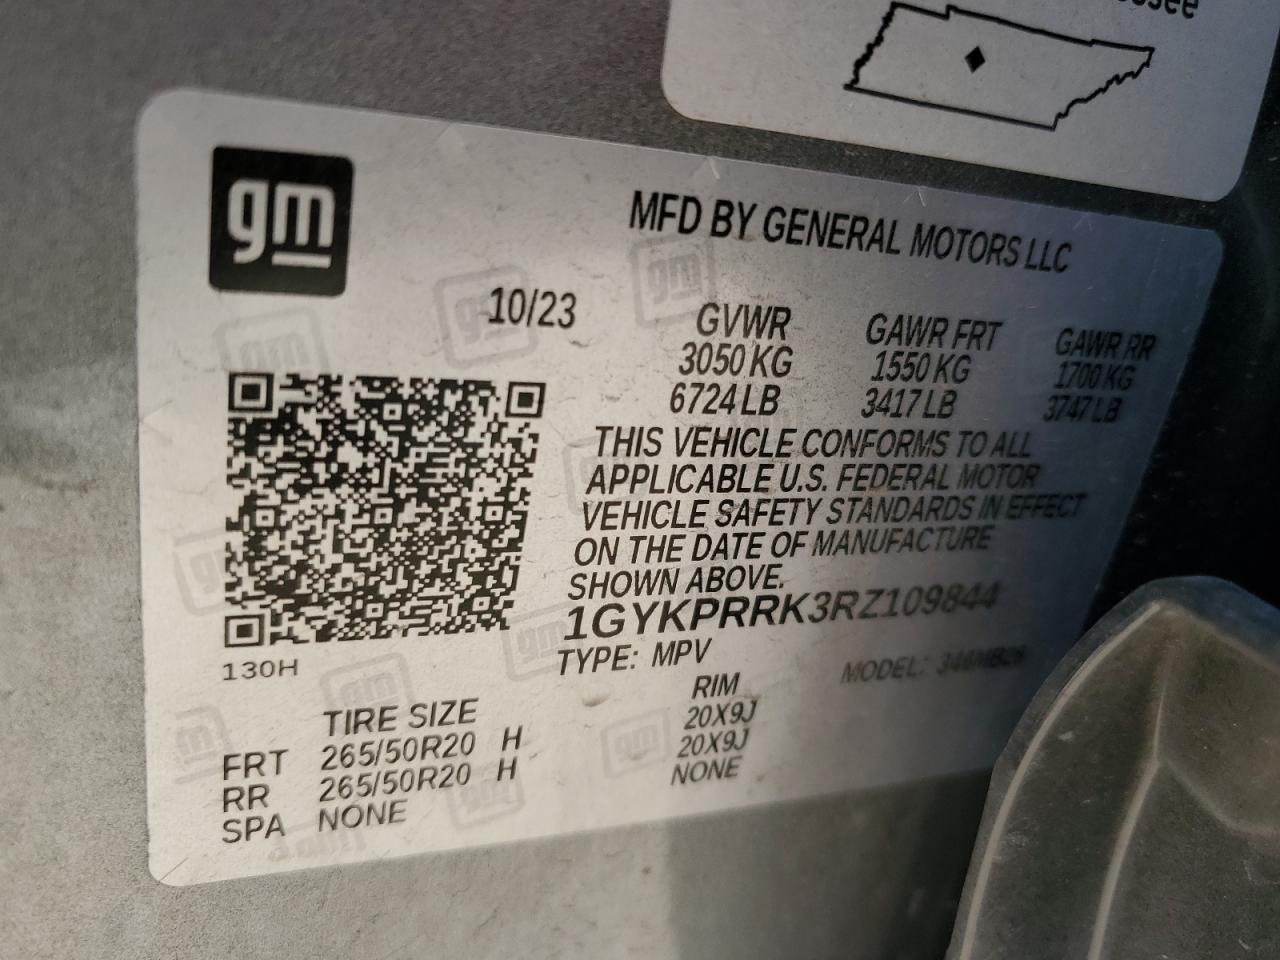 gm
MFD BY GENERAL MOTORS LLC
10/23
GVWR GAWR FRT GAWR RR
3050 KG 1550 KG 1700 KG
6724 LB 3417 LB 3747 LB
THIS VEHICLE CONFORMS TO ALL
APPLICABLE U.S. FEDERAL MOTOR
VEHICLE SAFETY STANDARDS IN EFFECT
ON THE DATE OF MANUFACTURE
SHOWN ABOVE.
1GYKPRRK3RZ109844
130H
TYPE: MPV MODEL:
TIRE SIZE RIM
FRT 265/50R20 H 20X9J
RR 265/50R20 H 20X9J
SPA NONE NONE